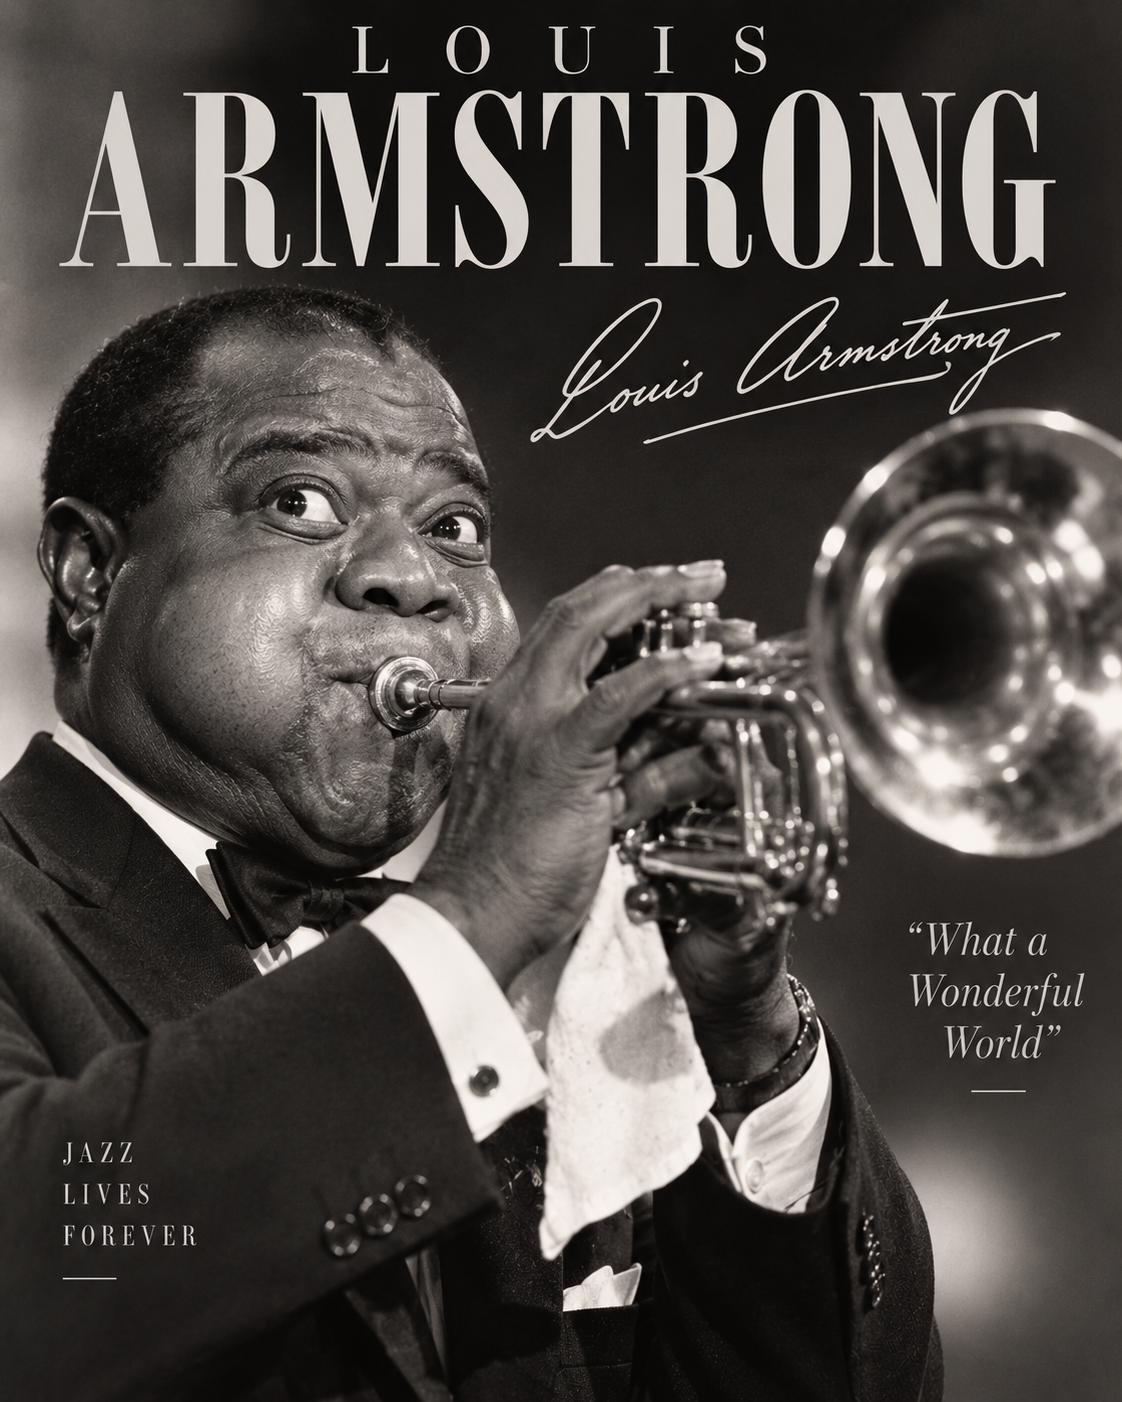 LOUIS
ARMSTRONG
Louis Armstrong
“What a
Wonderful
World”
JAZZ
LIVES
FOREVER